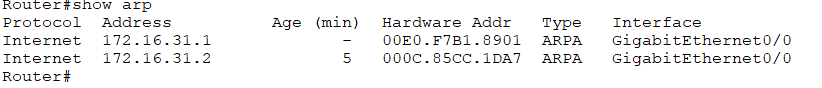 Router#show arp
Protocol  Address          Age (min)  Hardware Addr   Type   Interface
Internet  172.16.31.1             -   00E0.F7B1.8901  ARPA   GigabitEthernet0/0
Internet  172.16.31.2             5   000C.85CC.1DA7  ARPA   GigabitEthernet0/0
Router#